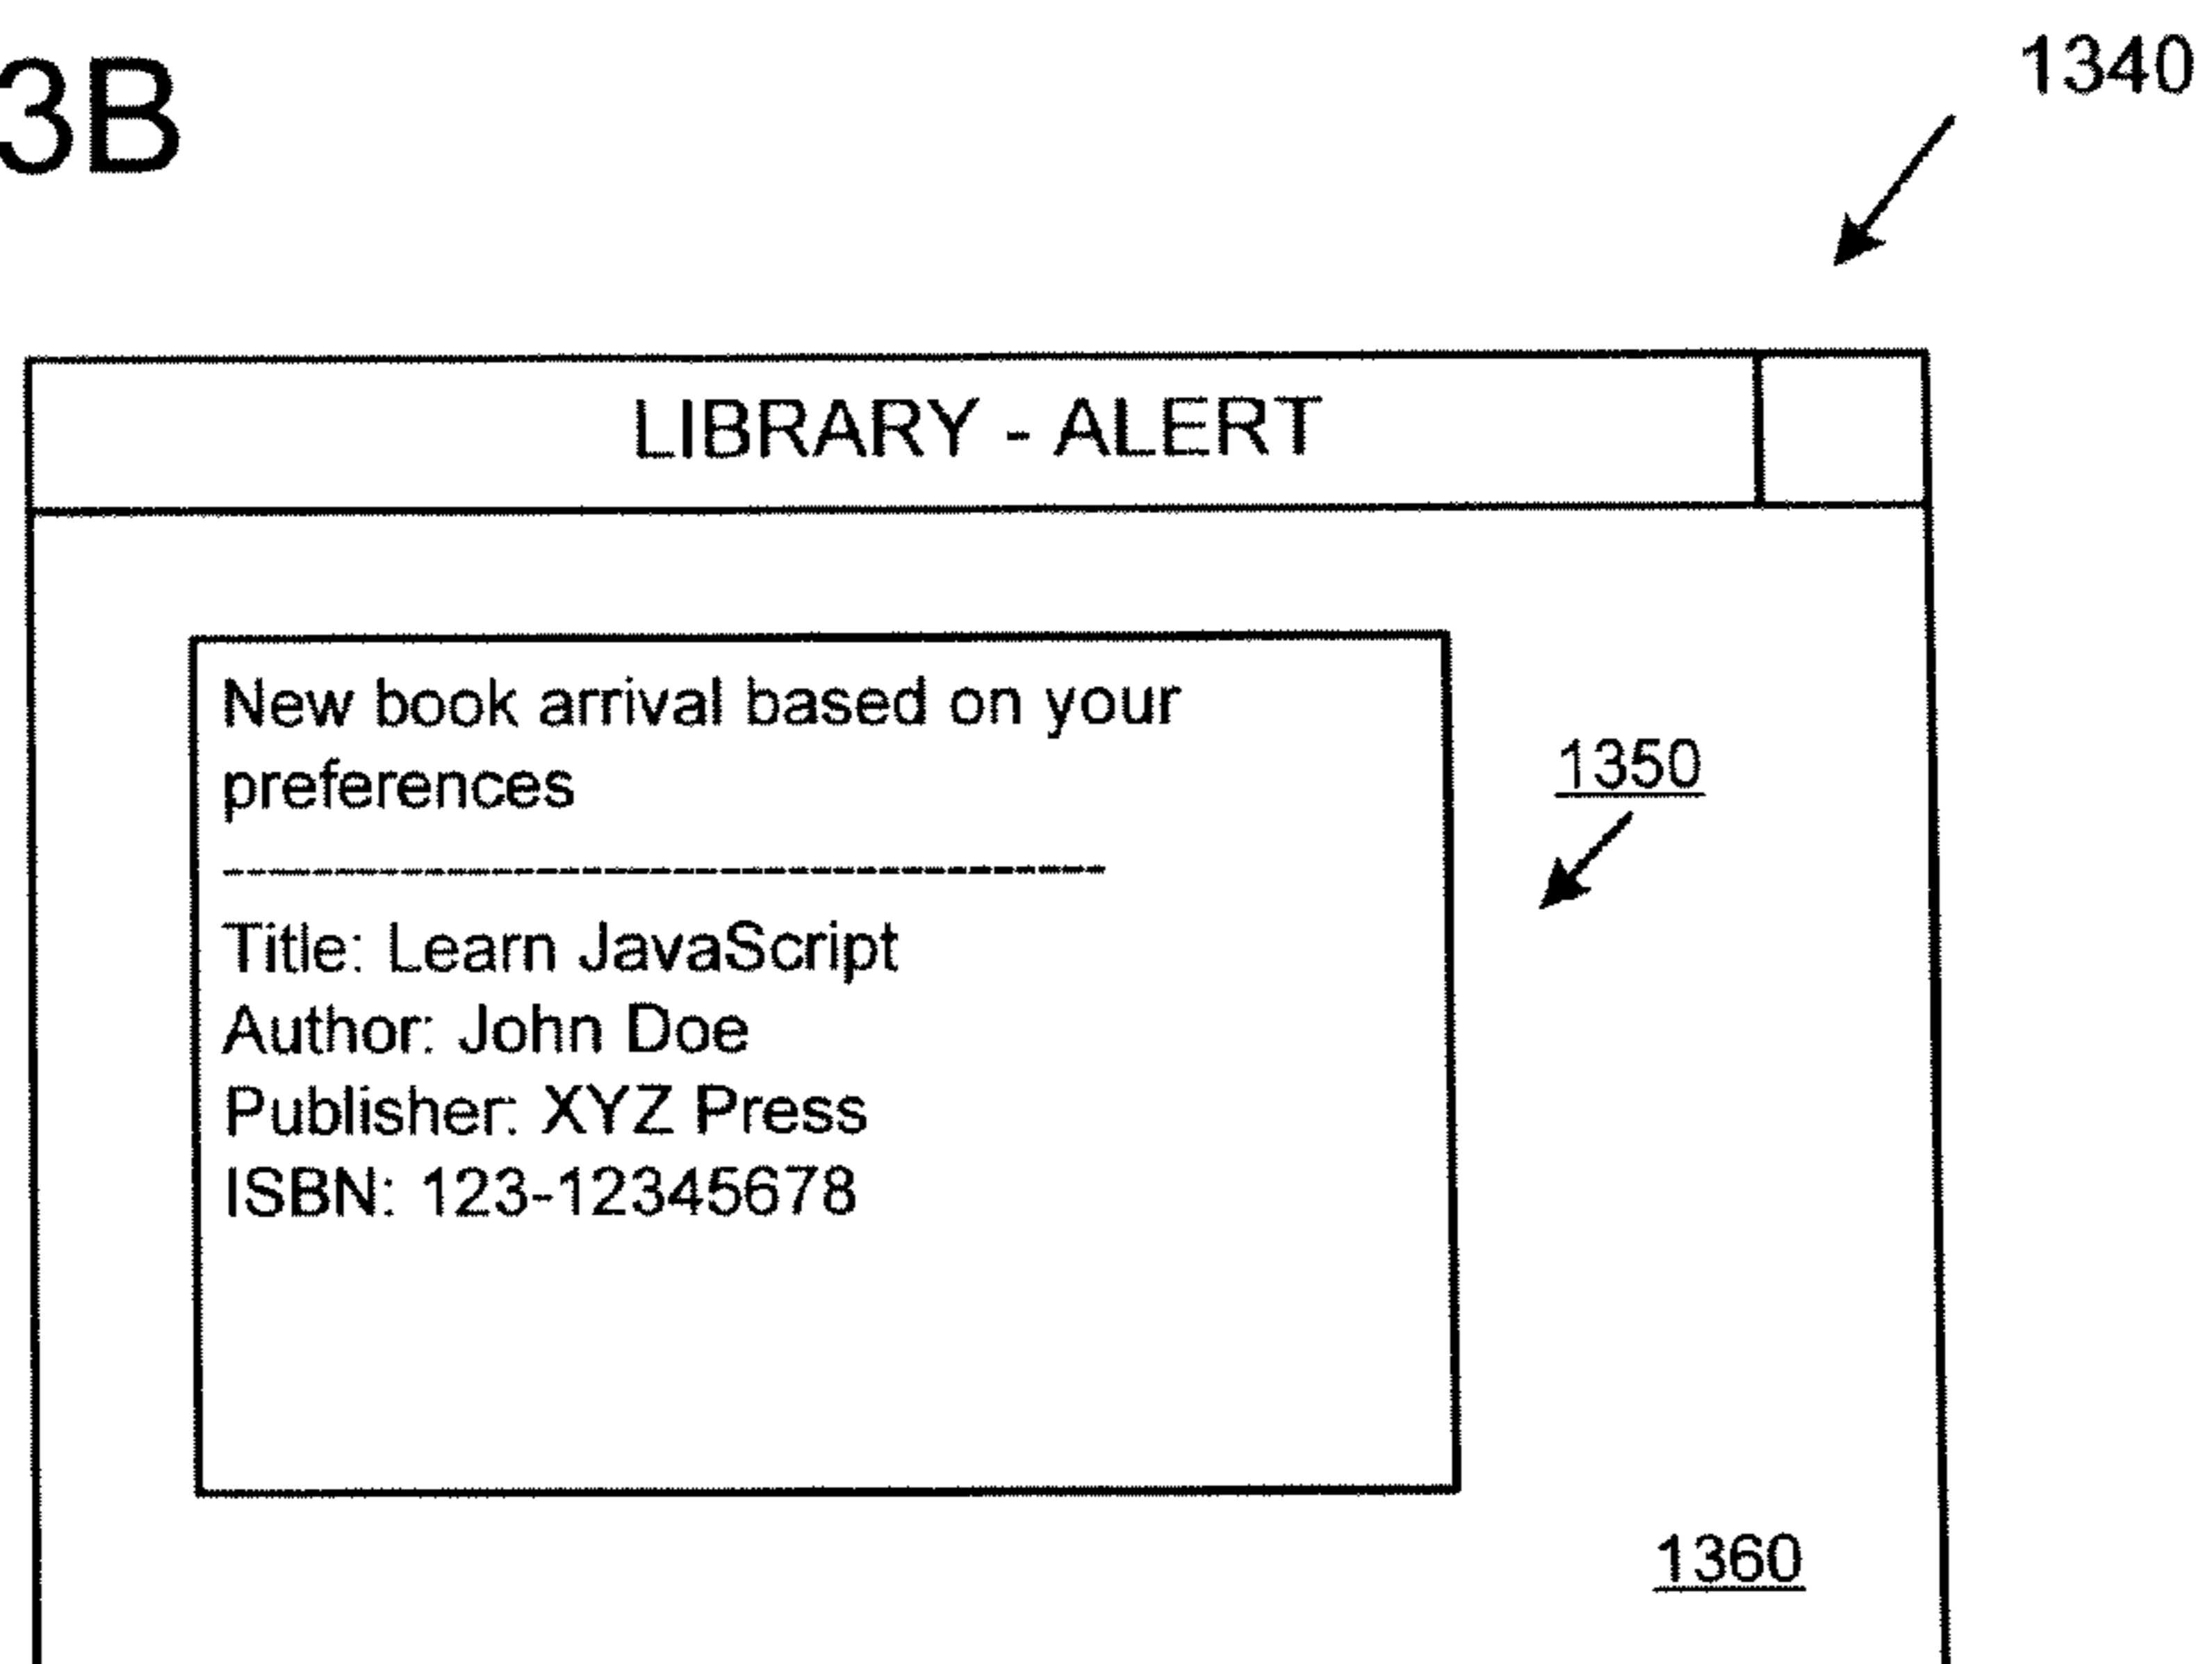 3B
1340
LIBRARY - ALERT
New book arrival based on your
preferences
----------------------------------------
1350
Title: Learn JavaScript
Author: John Doe
Publisher: XYZ Press
ISBN: 123-12345678
1360